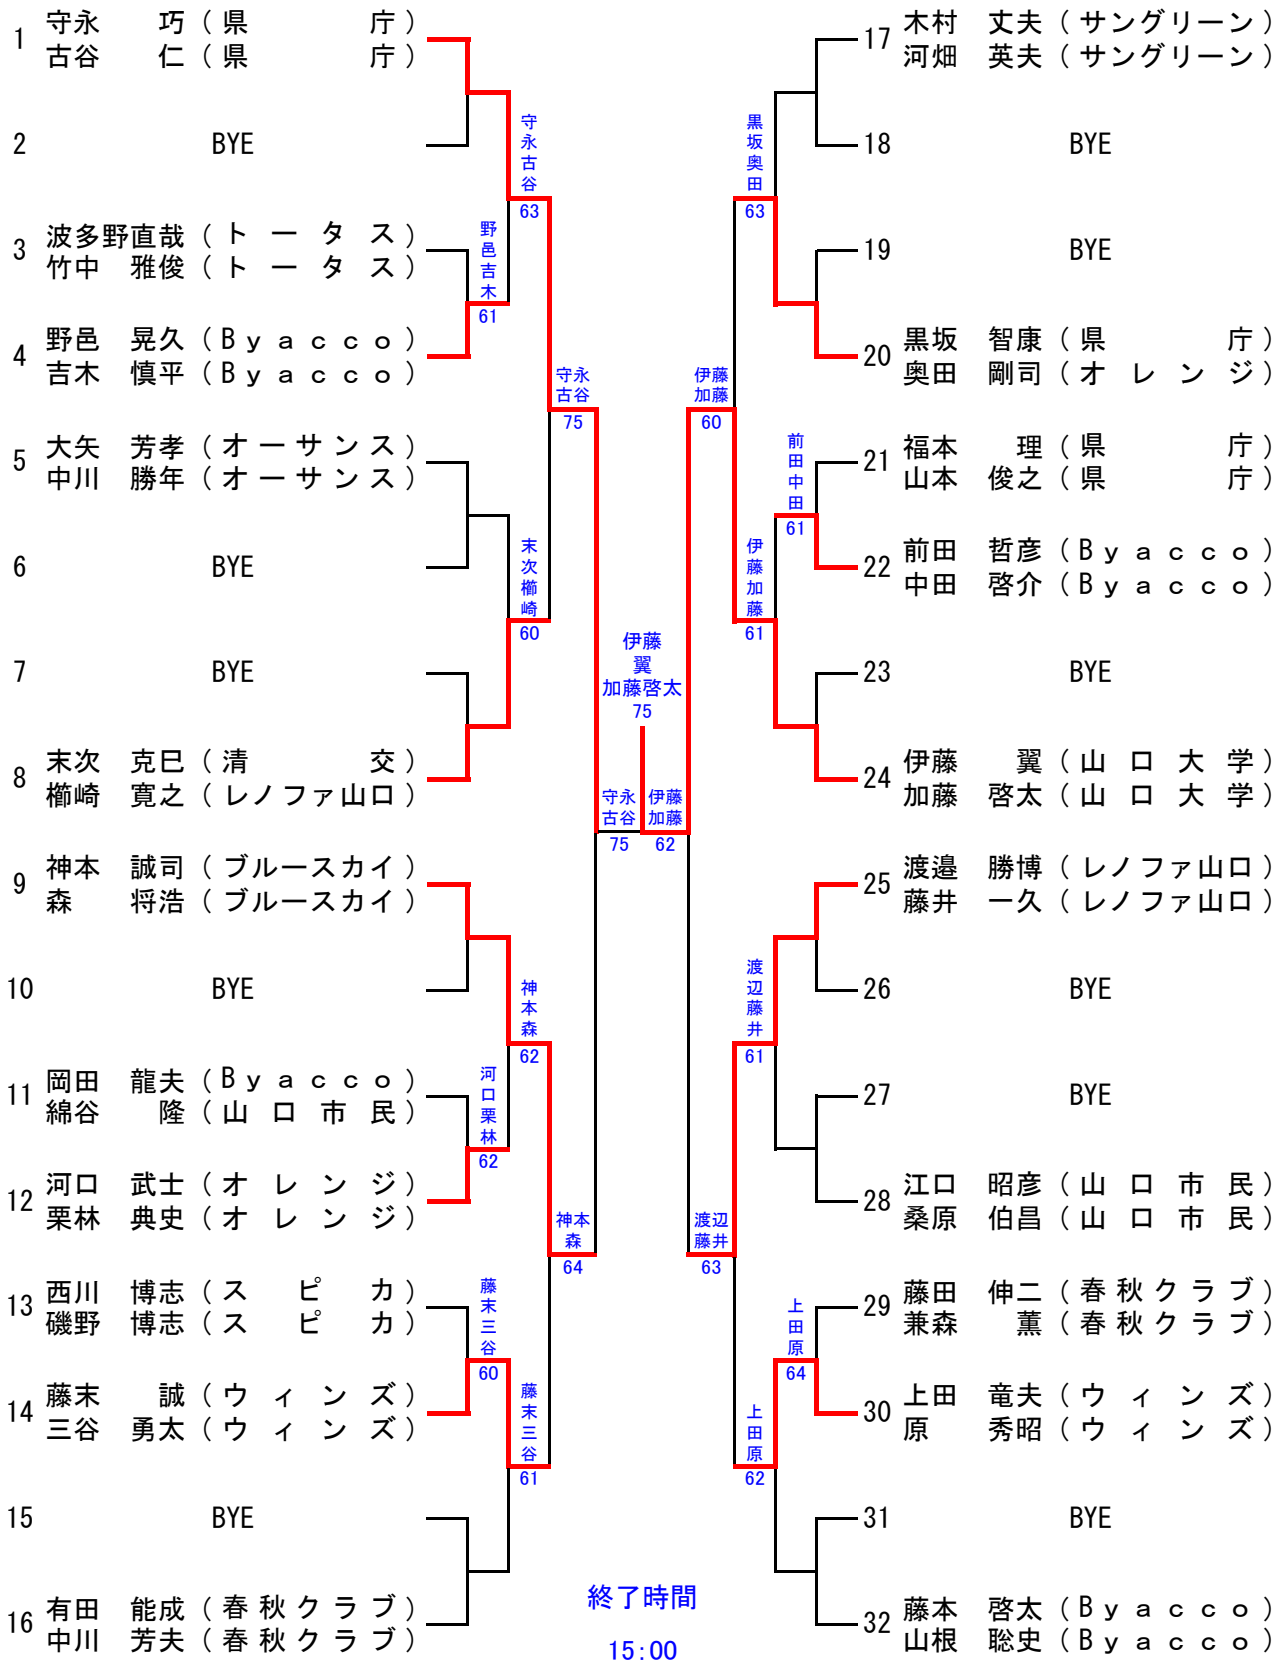 1 守永 巧（県 庁）
古谷 仁（県 庁）
2 BYE
3 波多野直哉（トータス）
竹中 雅俊（トータス）
4 野邑 晃久（Byacco）
吉木 慎平（Byacco）
5 大矢 芳孝（オーサンス）
中川 勝年（オーサンス）
6 BYE
7 BYE
8 末次 克巳（清 交）
櫛崎 寛之（レノファ山口）
9 神本 誠司（ブルースカイ）
森 将浩（ブルースカイ）
10 BYE
11 岡田 龍夫（Byacco）
綿谷 隆（山口市民）
12 河口 武士（オレンジ）
栗林 典史（オレンジ）
13 西川 博志（スピカ）
磯野 博志（スピカ）
14 藤末 誠（ウィンズ）
三谷 勇太（ウィンズ）
15 BYE
16 有田 能成（春秋クラブ）
中川 芳夫（春秋クラブ）
野邑吉木
61
河口栗林
62
藤末三谷
60
守永古谷
63
末次櫛崎
60
神本森
62
藤末三谷
61
守永
古谷
75
神本
森
64
守永
古谷
75
伊藤
翼
加藤啓太
75
伊藤
加藤
62
伊藤
加藤
60
渡辺
藤井
63
黒坂奥田
63
伊藤加藤
61
渡辺藤井
61
上田原
62
前田中田
61
上田原
64
17 木村 丈夫（サングリーン）
河畑 英夫（サングリーン）
18 BYE
19 BYE
20 黒坂 智康（県 庁）
奥田 剛司（オレンジ）
21 福本 理（県 庁）
山本 俊之（県 庁）
22 前田 哲彦（Byacco）
中田 啓介（Byacco）
23 BYE
24 伊藤 翼（山口大学）
加藤 啓太（山口大学）
25 渡邉 勝博（レノファ山口）
藤井 一久（レノファ山口）
26 BYE
27 BYE
28 江口 昭彦（山口市民）
桑原 伯昌（山口市民）
29 藤田 伸二（春秋クラブ）
兼森 薫（春秋クラブ）
30 上田 竜夫（ウィンズ）
原 秀昭（ウィンズ）
31 BYE
32 藤本 啓太（Byacco）
山根 聡史（Byacco）
終了時間
15:00